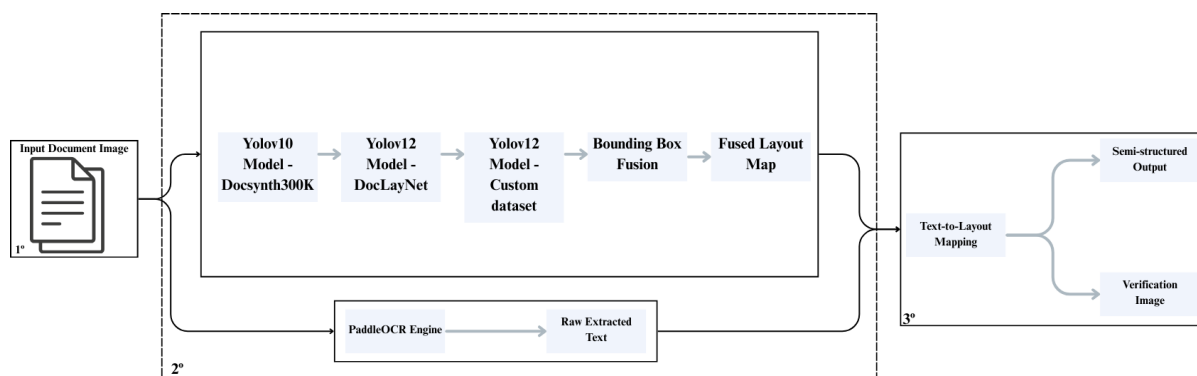 Input Document Image
1º
Yolov10
Model -
Docsynth300K
Yolov12
Model -
DocLayNet
Yolov12
Model -
Custom
dataset
Bounding Box
Fusion
Fused Layout
Map
PaddleOCR Engine
Raw Extracted
Text
2º
Text-to-Layout
Mapping
Semi-structured
Output
Verification
Image
3º